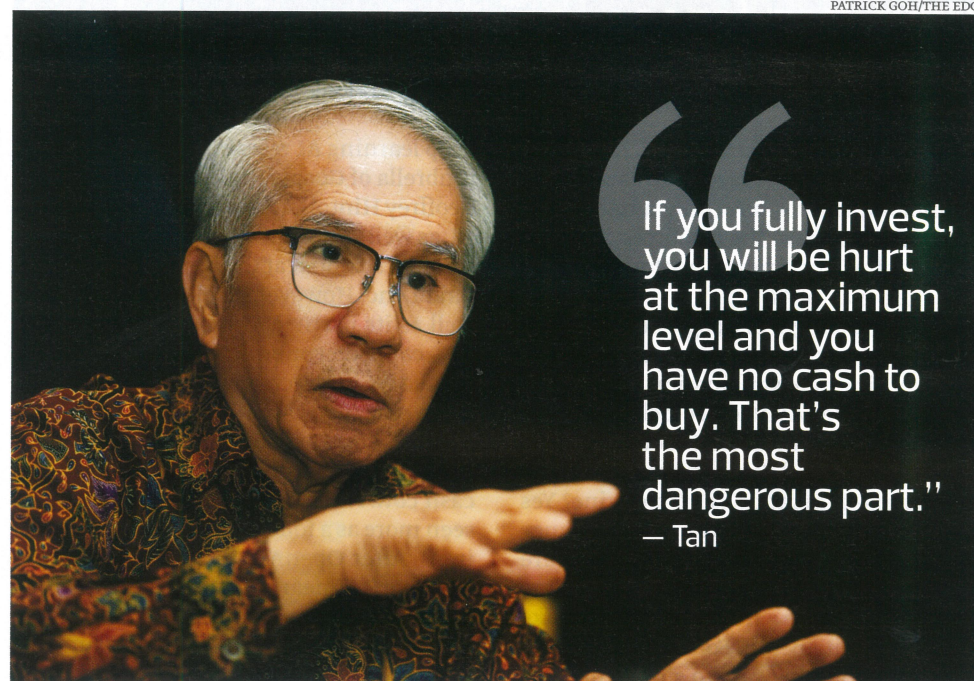 PATRICK GOH/THE EDG
“
If you fully invest,
you will be hurt
at the maximum
level and you
have no cash to
buy. That’s
the most
dangerous part.”
— Tan